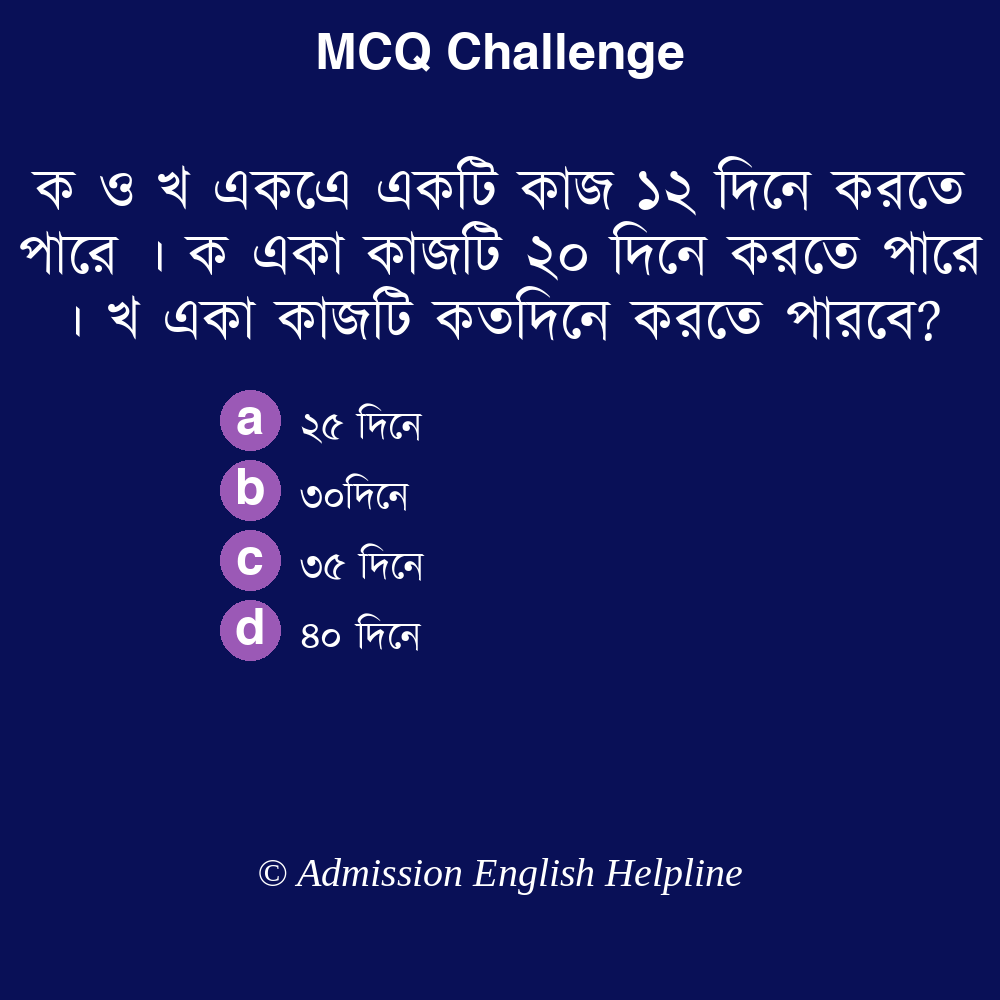 MCQ Challenge
ক ও খ একএে একটি কাজ ১২ দিনে করতে
পারে । ক একা কাজটি ২০ দিনে করতে পারে
। খ একা কাজটি কতদিনে করতে পারবে?
a ২৫ দিনে
b ৩০দিনে
c ৩৫ দিনে
d ৪০ দিনে
© Admission English Helpline